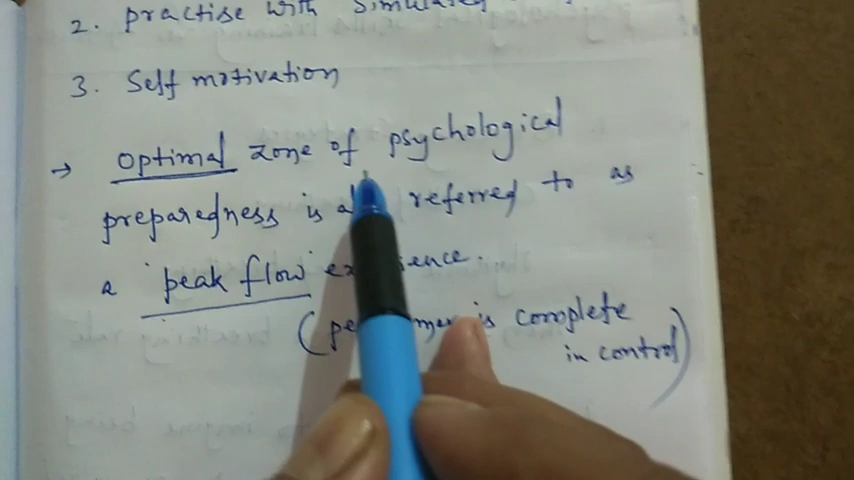 2. practise with
3. Self motivation
→ optimal zone of psychological
preparedness is referred to as
a 'peak flow'
( is complete
in control)